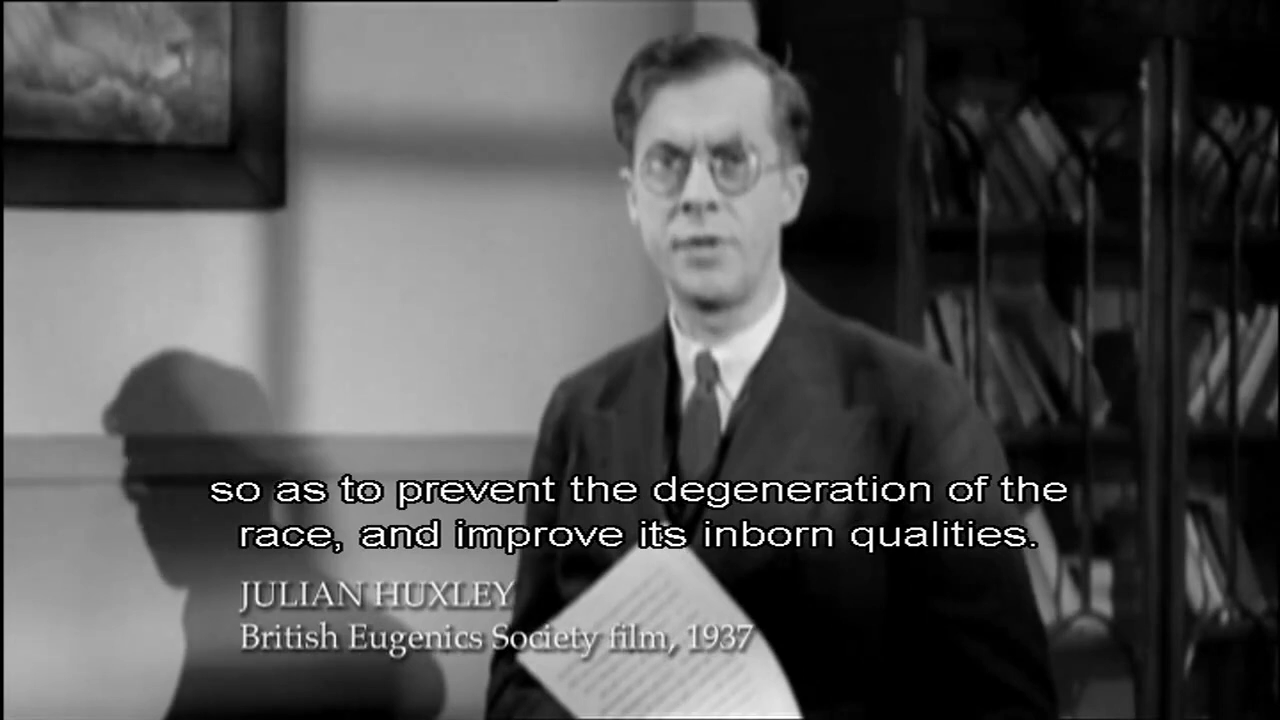 so as to prevent the degeneration of the
race, and improve its inborn qualities.
JULIAN HUXLEY
British Eugenics Society film, 1937